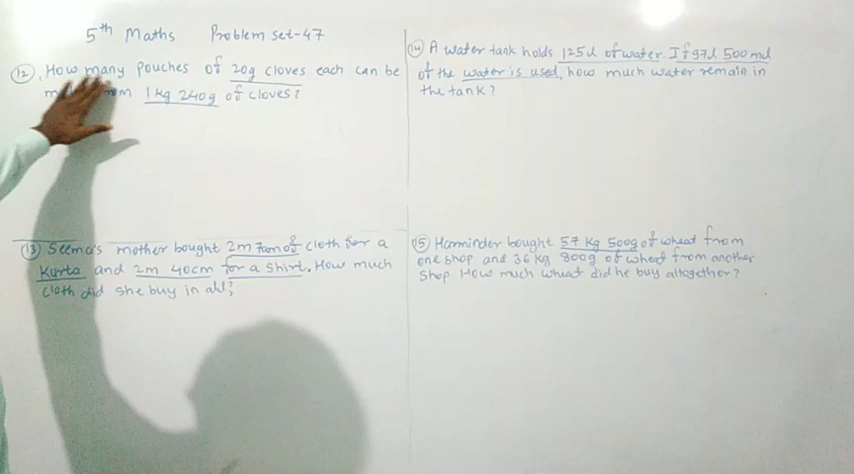 5th Maths Problem set-47
(12). How many Pouches of 20g cloves each can be
m 1 kg 240g of cloves?
(13) Seema's mother bought 2m 70cm of cloth for a
Kurta and 2m 40cm for a shirt. How much
cloth did she buy in all?
(14) A water tank holds 125l of water. If 97l 500ml
of the water is used, how much water remain in
the tank?
(15) Harminder bought 57 kg 500g of wheat from
one shop and 36 kg 800g of wheat from another
shop. How much wheat did he buy altogether?